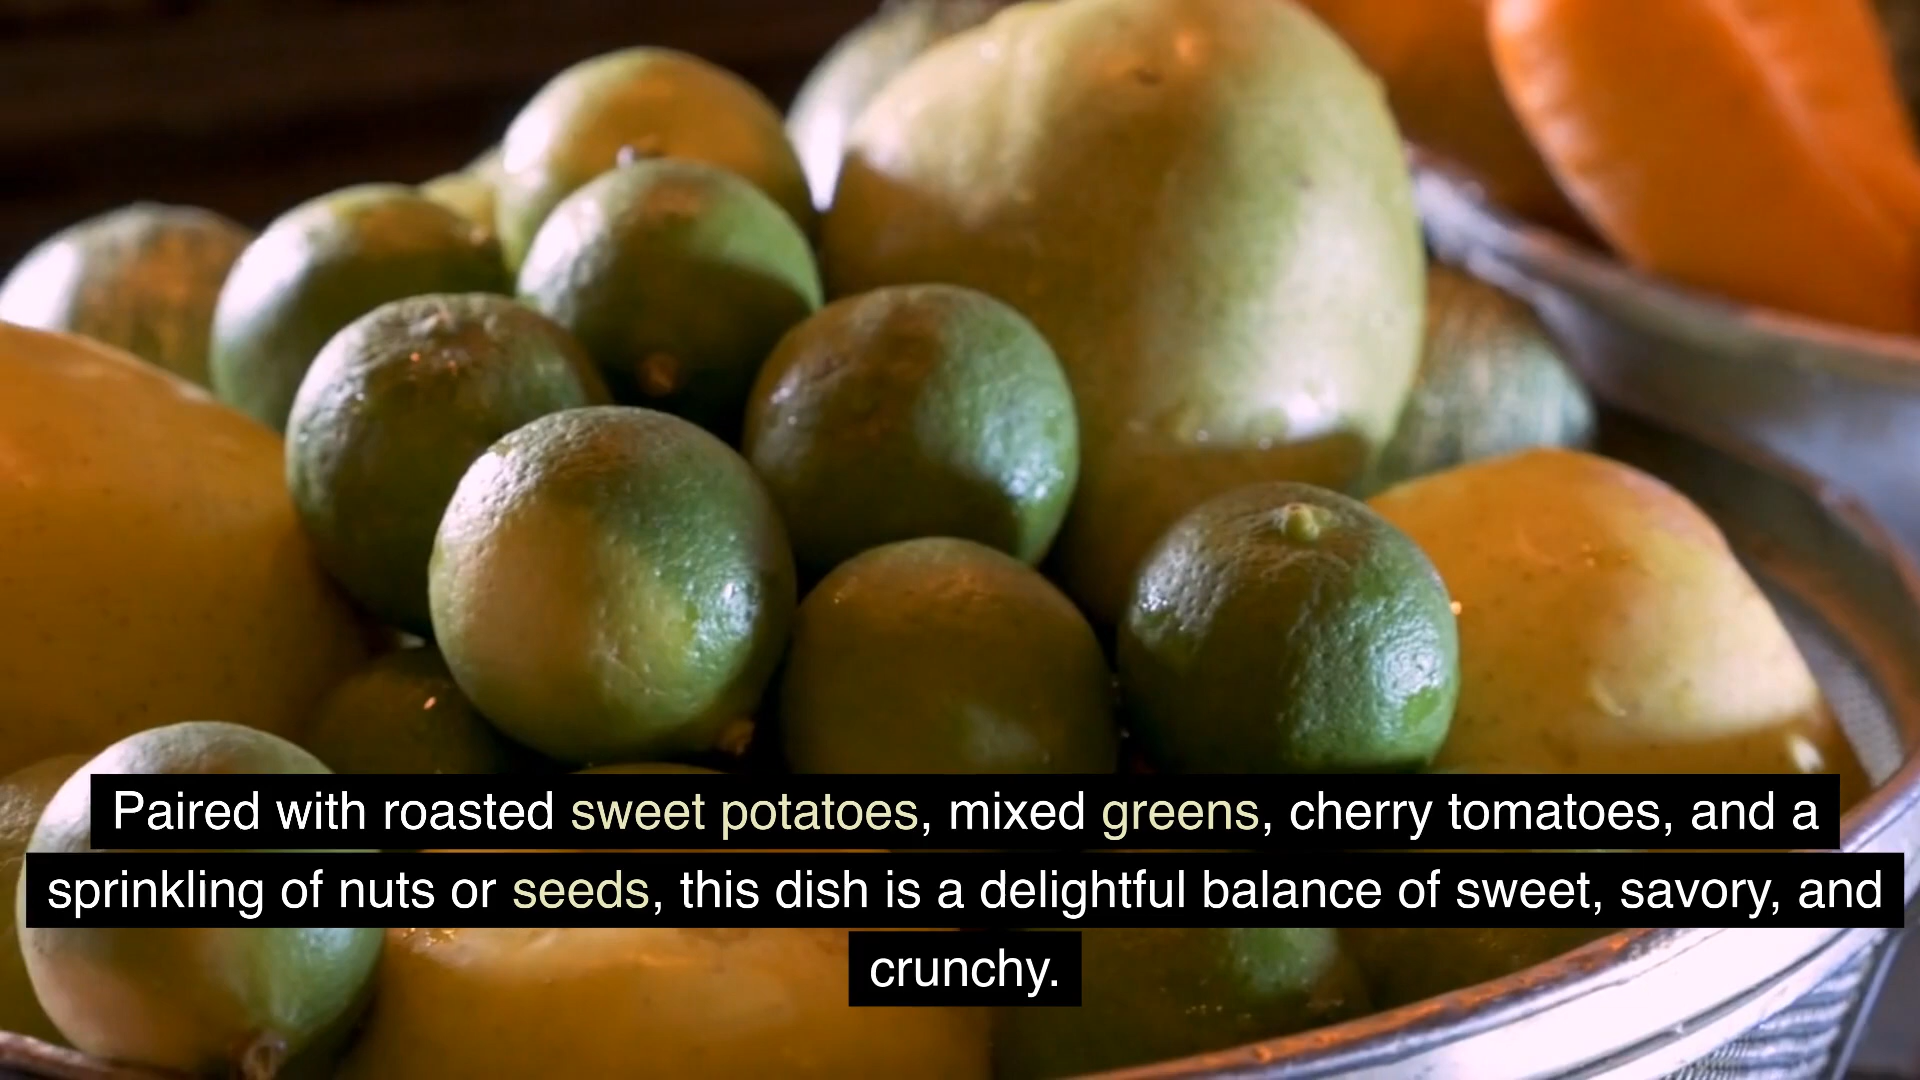 Paired with roasted sweet potatoes, mixed greens, cherry tomatoes, and a
sprinkling of nuts or seeds, this dish is a delightful balance of sweet, savory, and
crunchy.